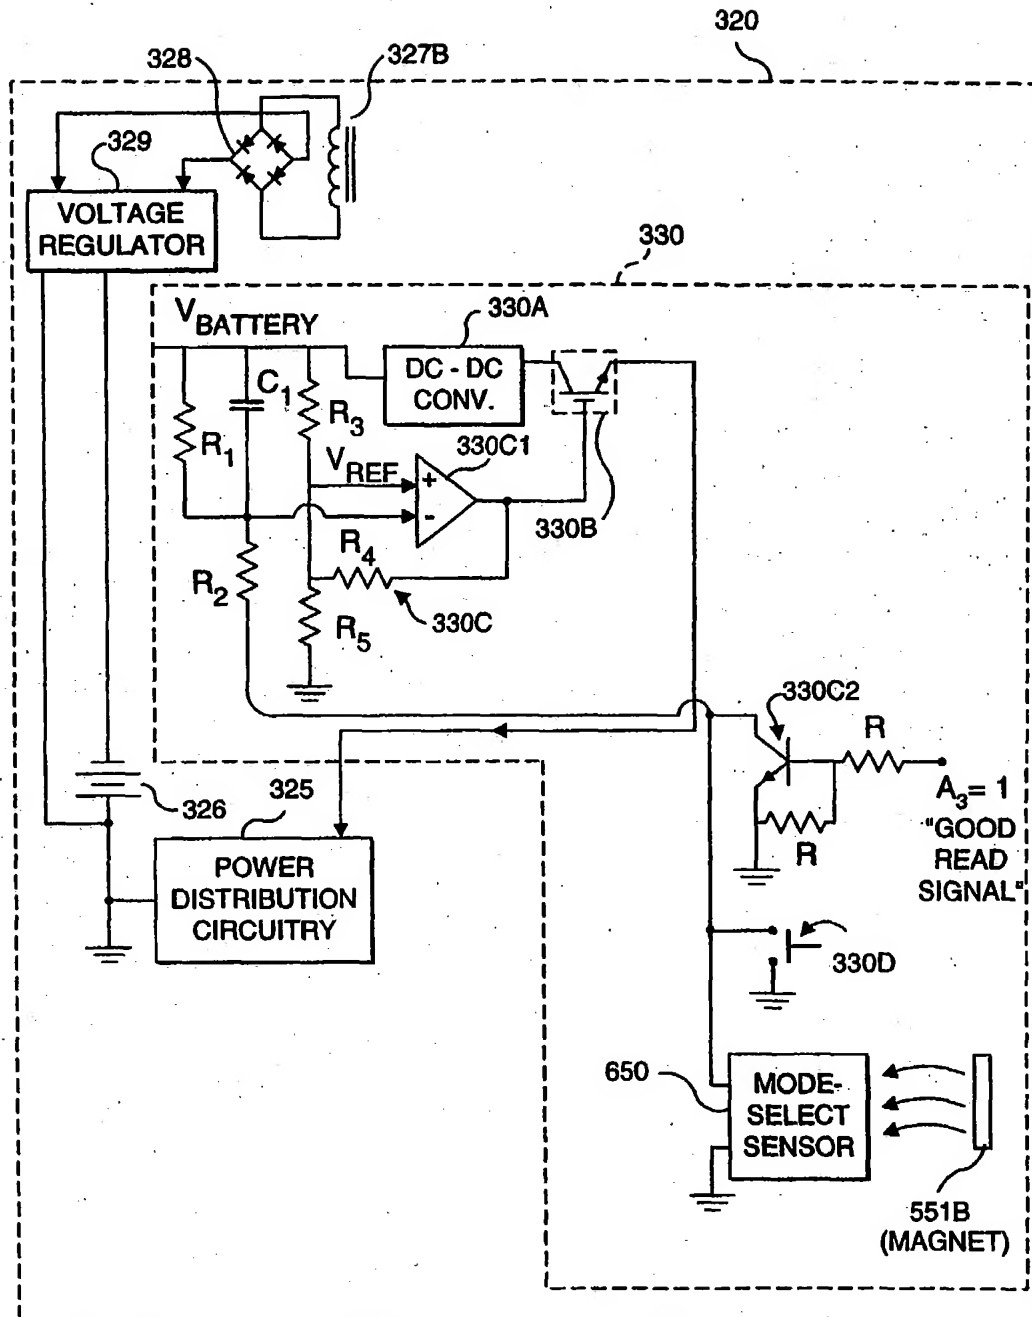 320
328
327B
329
VOLTAGE
REGULATOR
330
V BATTERY
330A
DC - DC
CONV.
C1
R3
R1
330C1
VREF
+
-
330B
R4
R2
330C
R5
330C2
R
A3= 1
"GOOD
READ
SIGNAL"
R
326
325
POWER
DISTRIBUTION
CIRCUITRY
330D
650
MODE-
SELECT
SENSOR
551B
(MAGNET)